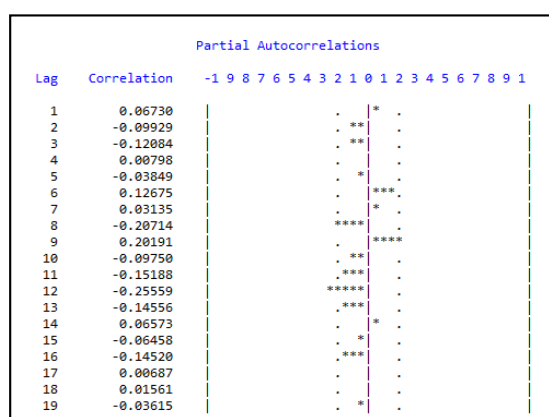 Partial Autocorrelations
Lag Correlation -1 9 8 7 6 5 4 3 2 1 0 1 2 3 4 5 6 7 8 9 1
1 0.06730 | . |* . |
2 -0.09929 | . **| . |
3 -0.12084 | . **| . |
4 0.00798 | . | . |
5 -0.03849 | . *| . |
6 0.12675 | . |***. |
7 0.03135 | . |* . |
8 -0.20714 | ****| . |
9 0.20191 | . |**** |
10 -0.09750 | . **| . |
11 -0.15188 | .***| . |
12 -0.25559 | *****| . |
13 -0.14556 | .***| . |
14 0.06573 | . |* . |
15 -0.06458 | . *| . |
16 -0.14520 | .***| . |
17 0.00687 | . | . |
18 0.01561 | . | . |
19 -0.03615 | . *| . |